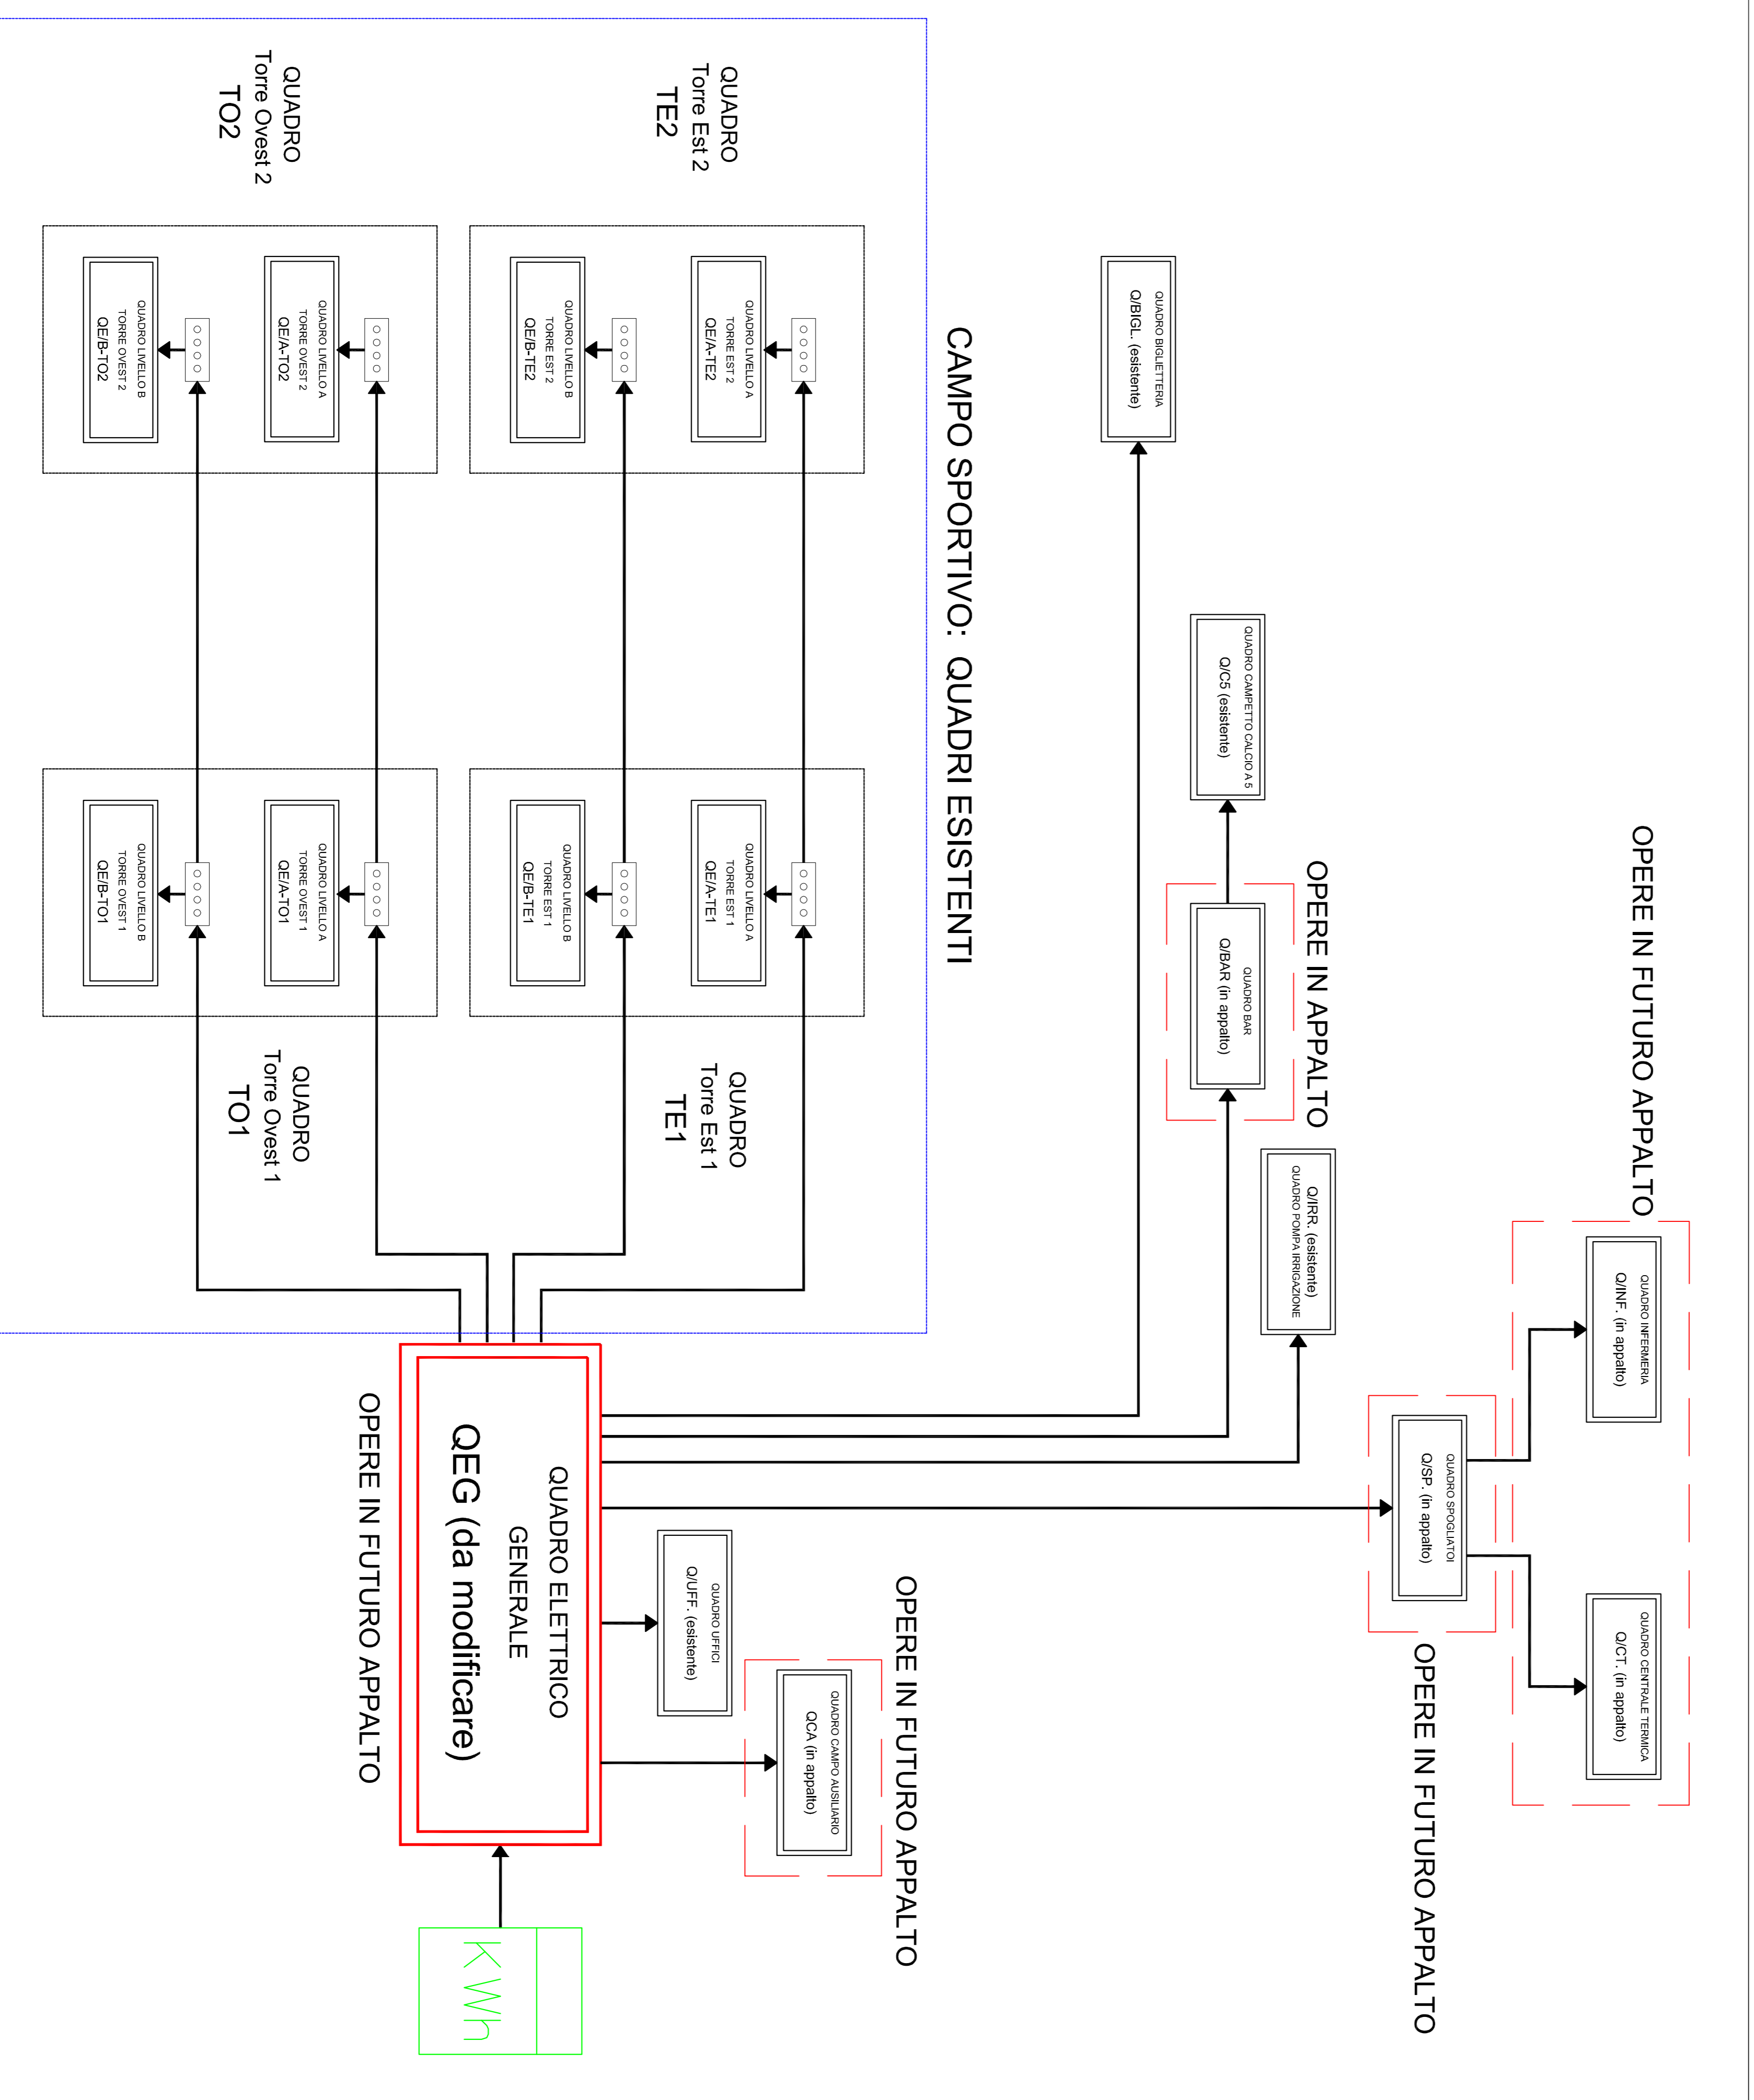 OPERE IN FUTURO APPALTO
QUADRO INFERMERIA
Q/INF. (in appalto)
QUADRO CENTRALE TERMICA
Q/CT. (in appalto)
QUADRO SPOGLIATOI
Q/SP. (in appalto)
OPERE IN FUTURO APPALTO
OPERE IN APPALTO
QUADRO CAMPETTO CALCIO A 5
Q/C5 (esistente)
QUADRO BAR
Q/BAR (in appalto)
Q/IRR. (esistente)
QUADRO POMPA IRRIGAZIONE
QUADRO BIGLIETTERIA
Q/BIGL. (esistente)
CAMPO SPORTIVO: QUADRI ESISTENTI
OPERE IN FUTURO APPALTO
QUADRO CAMPO AUSILIARIO
QCA (in appalto)
QUADRO UFFICI
Q/UFF. (esistente)
QUADRO
Torre Est 2
TE2
QUADRO LIVELLO A
TORRE EST 2
QE/A-TE2
QUADRO LIVELLO B
TORRE EST 2
QE/B-TE2
QUADRO LIVELLO A
TORRE EST 1
QE/A-TE1
QUADRO LIVELLO B
TORRE EST 1
QE/B-TE1
QUADRO
Torre Est 1
TE1
QUADRO ELETTRICO
GENERALE
QEG (da modificare)
OPERE IN FUTURO APPALTO
KWh
QUADRO
Torre Ovest 2
TO2
QUADRO LIVELLO A
TORRE OVEST 2
QE/A-TO2
QUADRO LIVELLO B
TORRE OVEST 2
QE/B-TO2
QUADRO LIVELLO A
TORRE OVEST 1
QE/A-TO1
QUADRO LIVELLO B
TORRE OVEST 1
QE/B-TO1
QUADRO
Torre Ovest 1
TO1